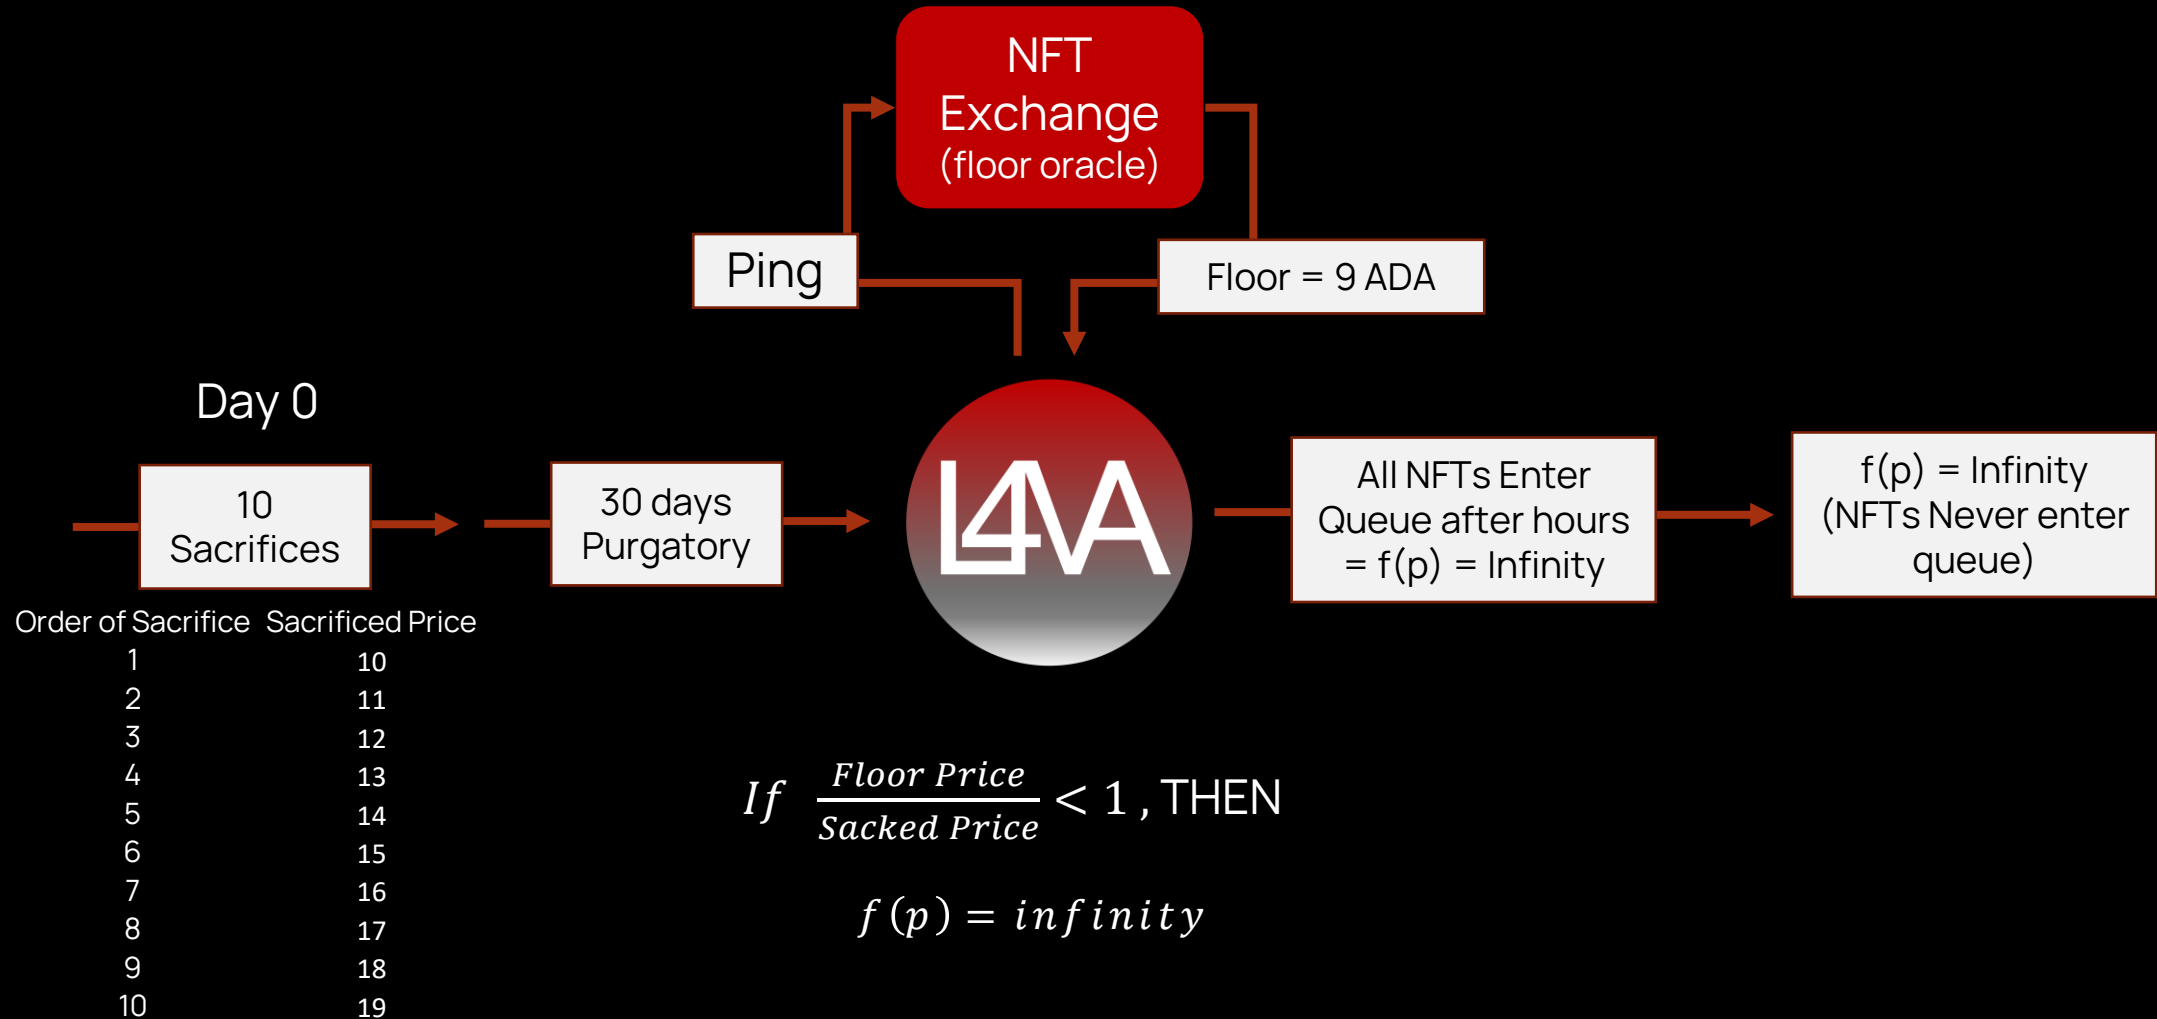 NFT
Exchange
(floor oracle)
Ping
Floor = 9 ADA
Day 0
10
Sacrifices
30 days
Purgatory
L4VA
All NFTs Enter
Queue after hours
= f(p) = Infinity
f(p) = Infinity
(NFTs Never enter
queue)
Order of Sacrifice Sacrificed Price
1 10
2 11
3 12
4 13
5 14
6 15
7 16
8 17
9 18
10 19
If Floor Price / Sacked Price < 1 , THEN
f(p) = infinity